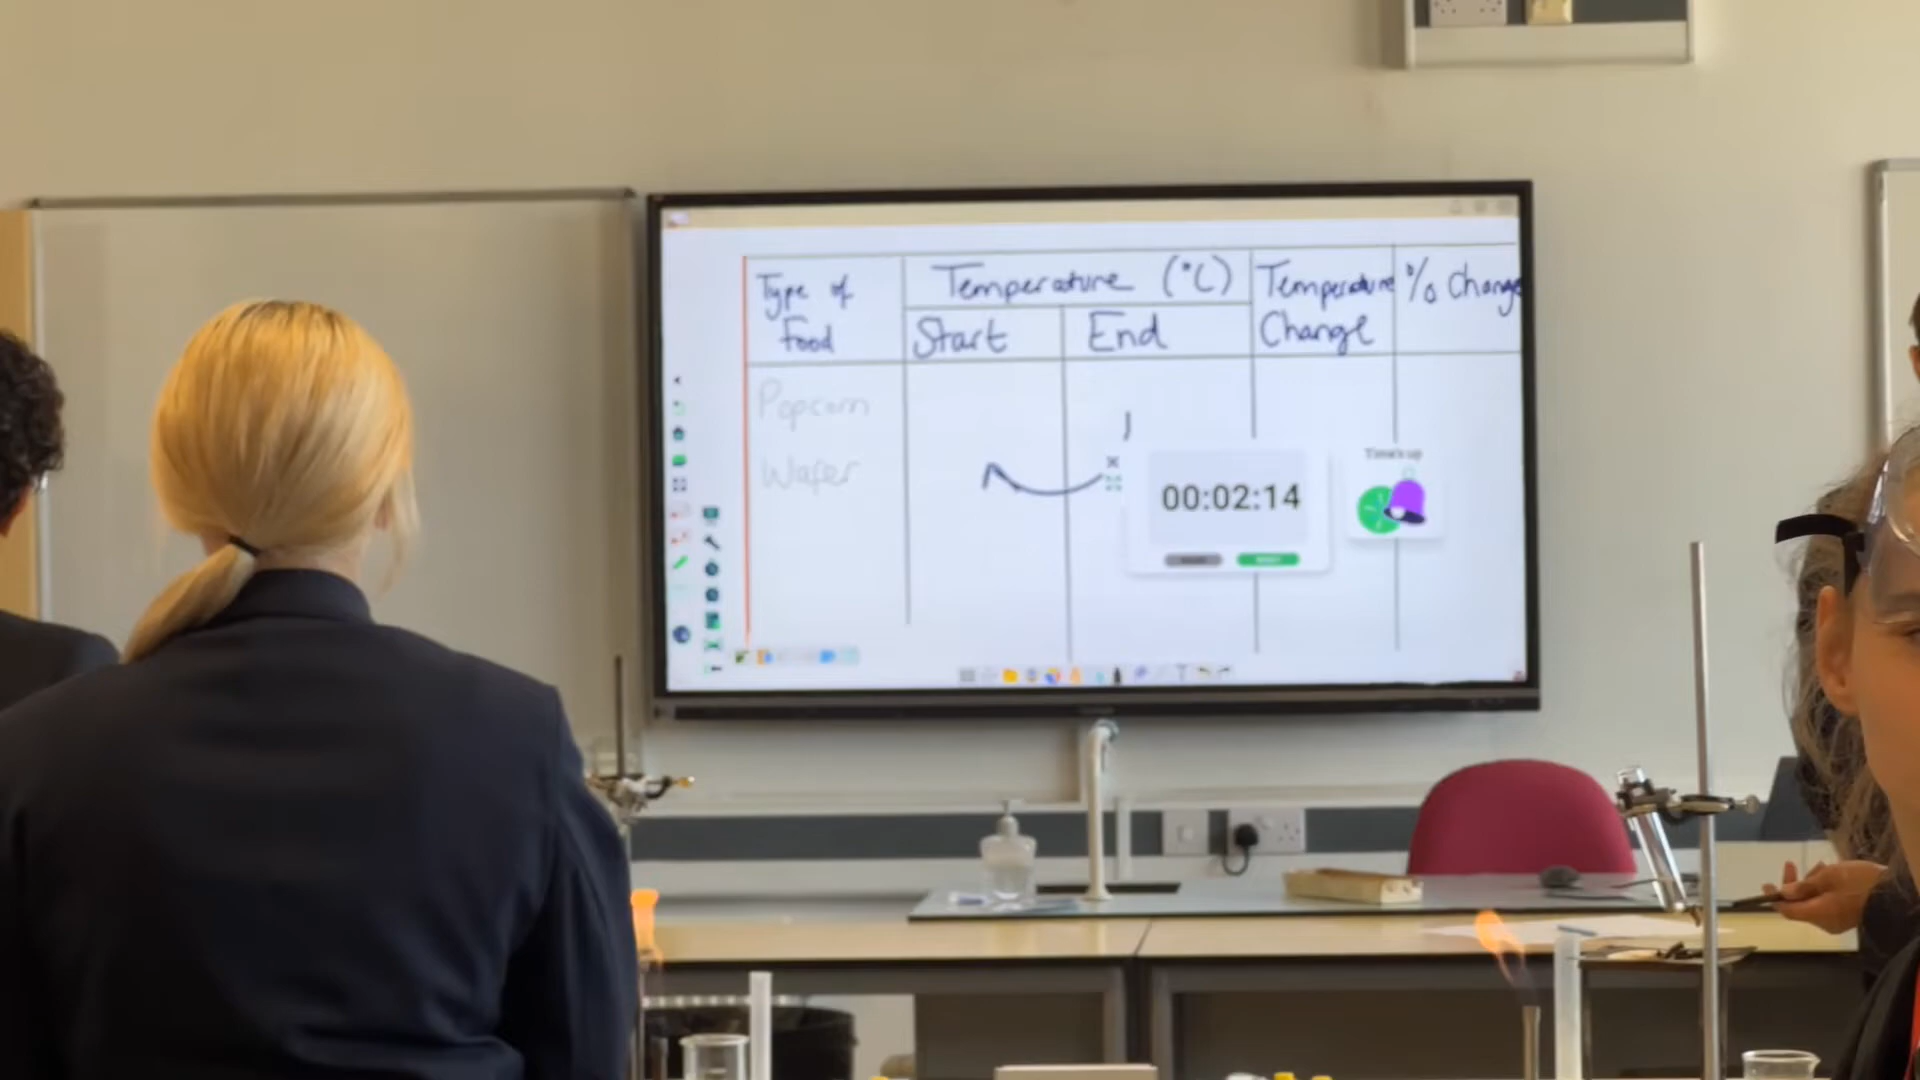 Type of
Food
Temperature (°C)
Start
End
Temperature
Change
% Change
Popcorn
Wafer
00:02:14
Time's up